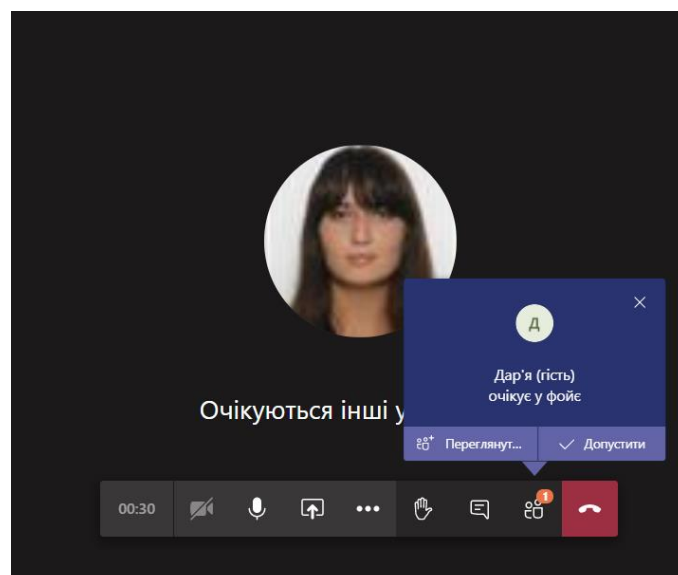 Д
Дар'я (гість)
очікує у фойє
Очікуються інші у
Переглянут...
Допустити
00:30
1